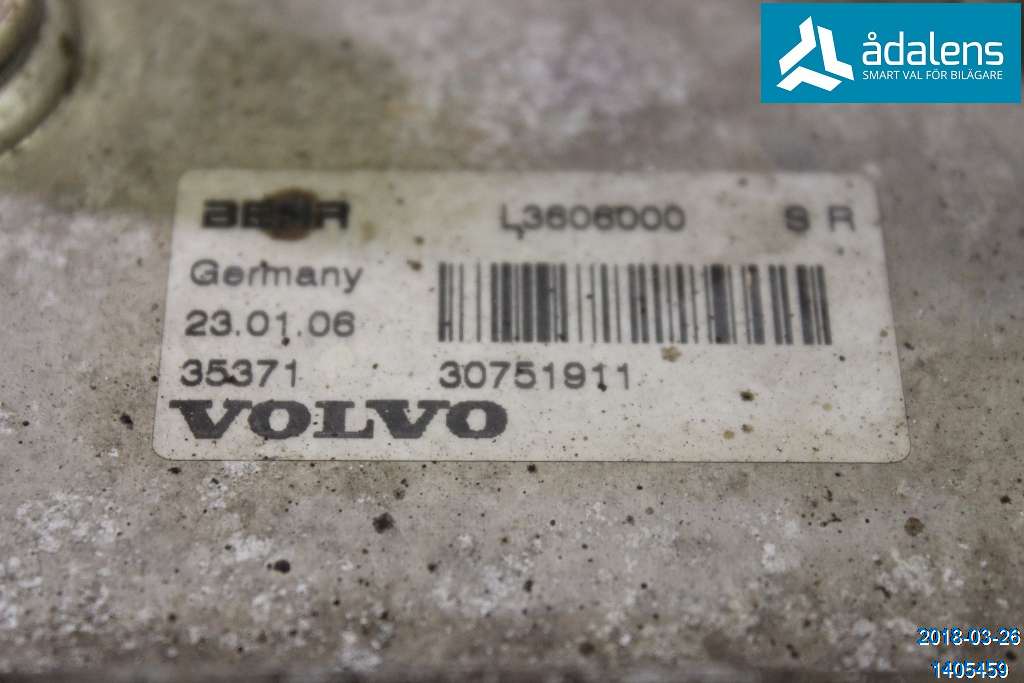 ådalens
SMART VAL FÖR BILÄGARE
BEHR L3606000 S R
Germany
23.01.06
35371 30751911
VOLVO
2018-03-26
1405459